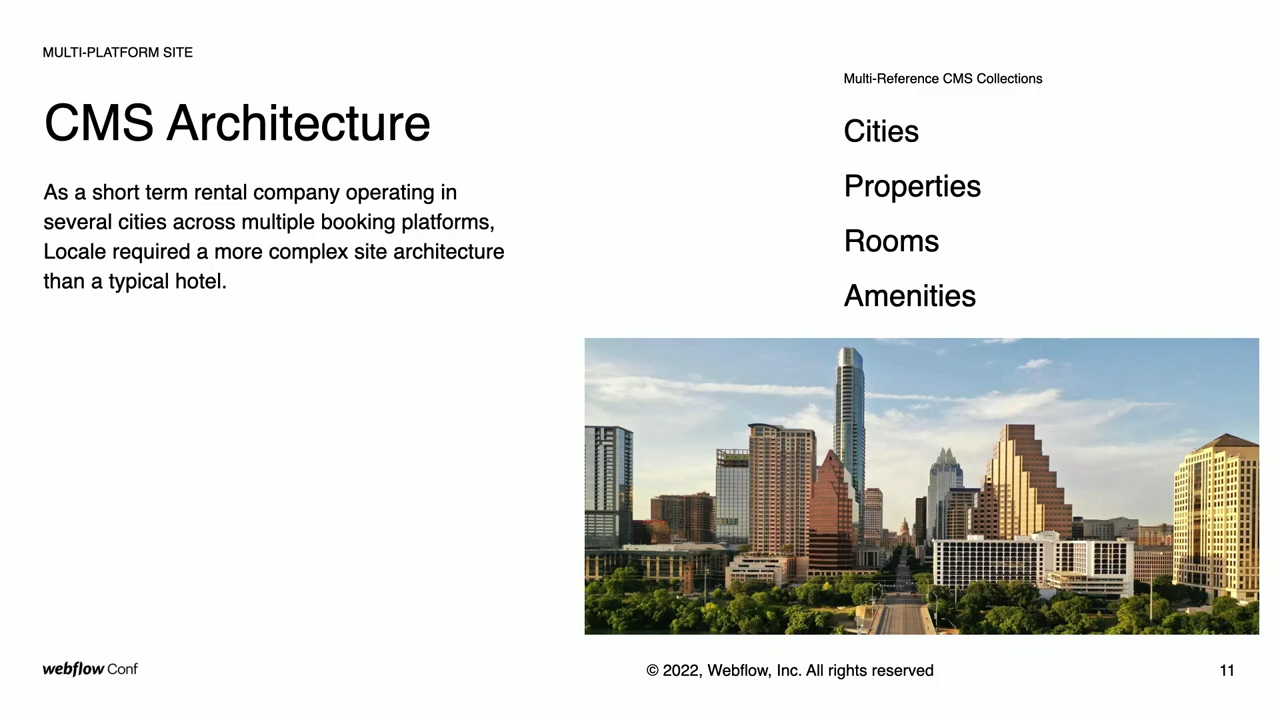 MULTI-PLATFORM SITE
CMS Architecture
As a short term rental company operating in
several cities across multiple booking platforms,
Locale required a more complex site architecture
than a typical hotel.
Multi-Reference CMS Collections
Cities
Properties
Rooms
Amenities
webflow Conf
© 2022, Webflow, Inc. All rights reserved
11